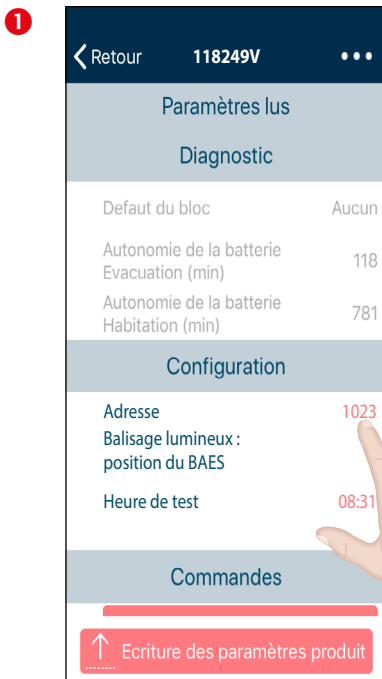 1
Retour 118249V
Paramètres lus
Diagnostic
Defaut du bloc Aucun
Autonomie de la batterie
Evacuation (min) 118
Autonomie de la batterie
Habitation (min) 781
Configuration
Adresse 1023
Balisage lumineux :
position du BAES
Heure de test 08:31
Commandes
Ecriture des paramètres produit